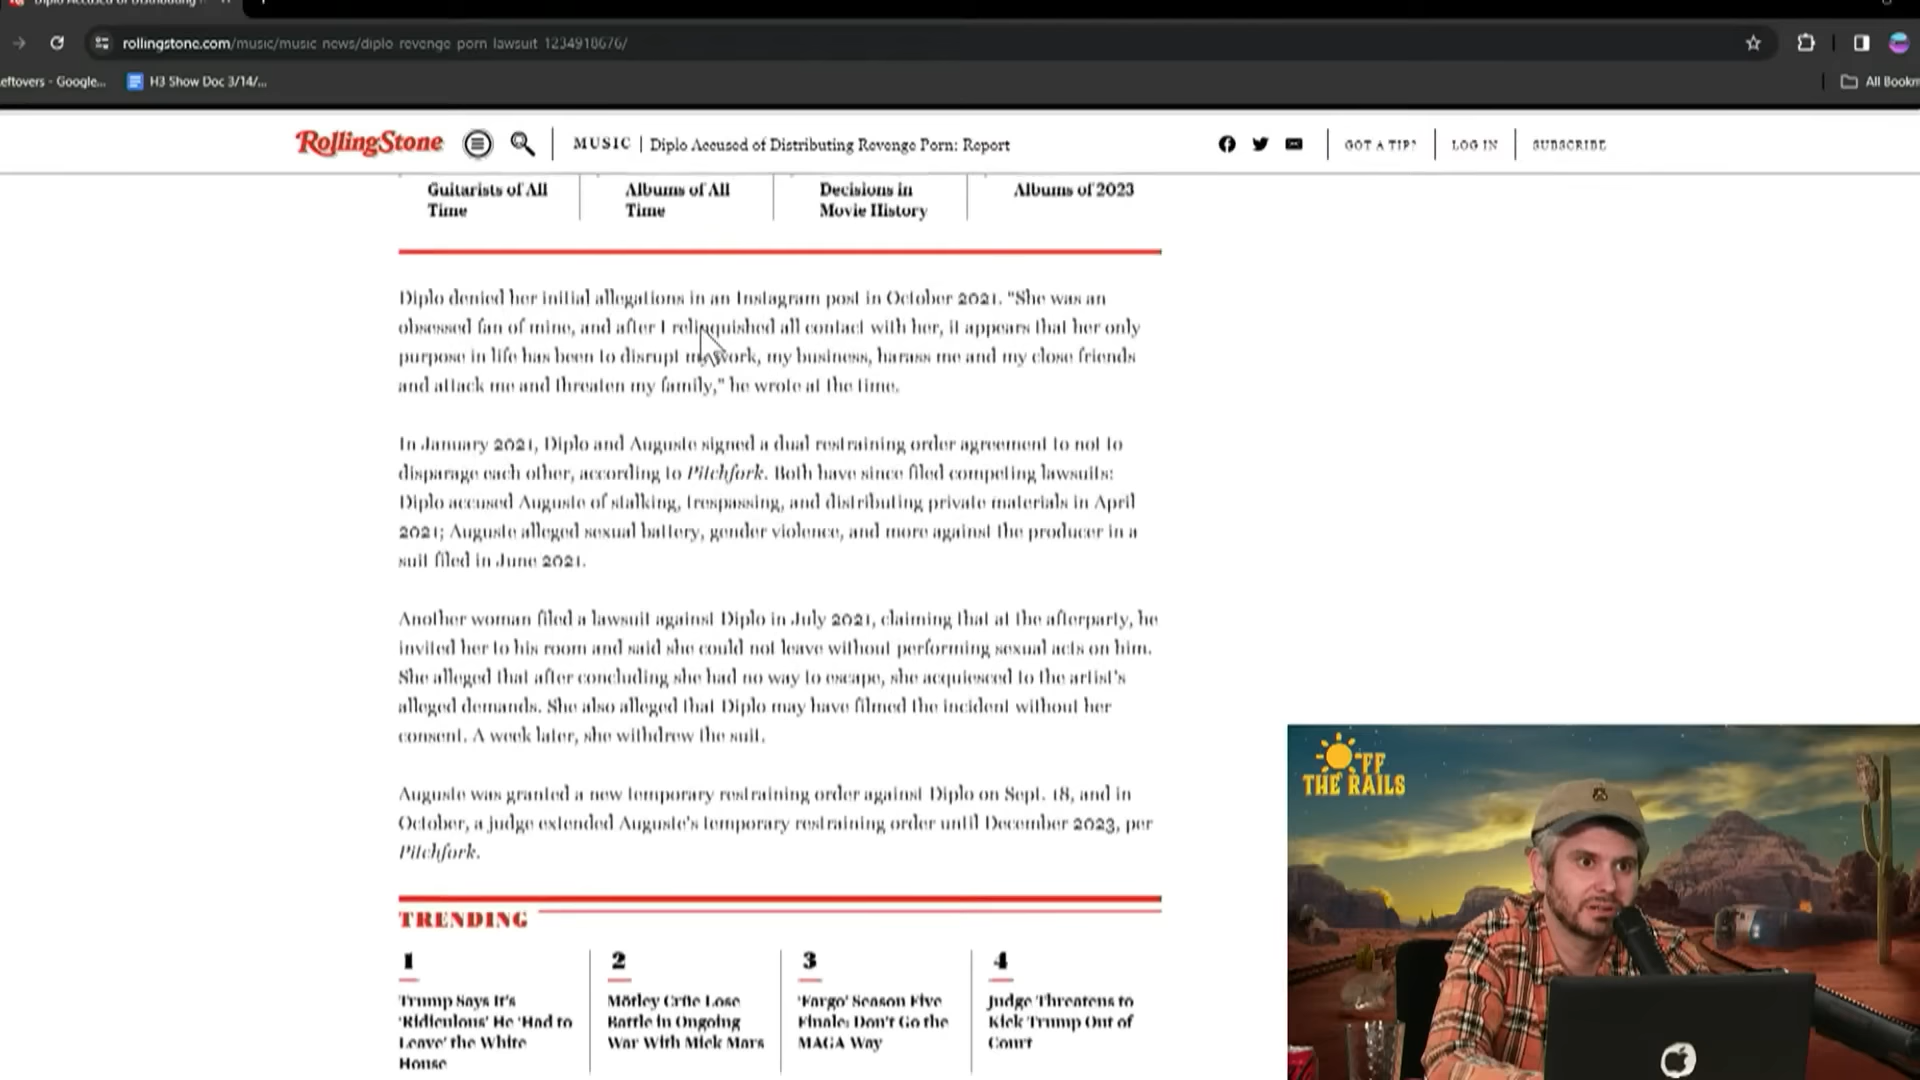 rollingstone.com/music/music-news/diplo-revenge-porn-lawsuit-1234918676/
eftovers - Google...
H3 Show Doc 3/14/...
All Bookm
RollingStone
MUSIC | Diplo Accused of Distributing Revenge Porn: Report
GOT A TIP?
LOG IN
SUBSCRIBE
Guitarists of All
Time
Albums of All
Time
Decisions in
Movie History
Albums of 2023
Diplo denied her initial allegations in an Instagram post in October 2021. "She was an
obsessed fan of mine, and after I relinquished all contact with her, it appears that her only
purpose in life has been to disrupt my work, my business, harass me and my close friends
and attack me and threaten my family," he wrote at the time.
In January 2021, Diplo and Auguste signed a dual restraining order agreement to not to
disparage each other, according to Pitchfork. Both have since filed competing lawsuits:
Diplo accused Auguste of stalking, trespassing, and distributing private materials in April
2021; Auguste alleged sexual battery, gender violence, and more against the producer in a
suit filed in June 2021.
Another woman filed a lawsuit against Diplo in July 2021, claiming that at the afterparty, he
invited her to his room and said she could not leave without performing sexual acts on him.
She alleged that after concluding she had no way to escape, she acquiesced to the artist's
alleged demands. She also alleged that Diplo may have filmed the incident without her
consent. A week later, she withdrew the suit.
Auguste was granted a new temporary restraining order against Diplo on Sept. 18, and in
October, a judge extended Auguste's temporary restraining order until December 2023, per
Pitchfork.
TRENDING
1
Trump Says It's
'Ridiculous' He 'Had to
Leave' the White
House
2
Mötley Crüe Lose
Battle in Ongoing
War With Mick Mars
3
'Fargo' Season Five
Finale: Don't Go the
MAGA Way
4
Judge Threatens to
Kick Trump Out of
Court
OFF
THE RAILS